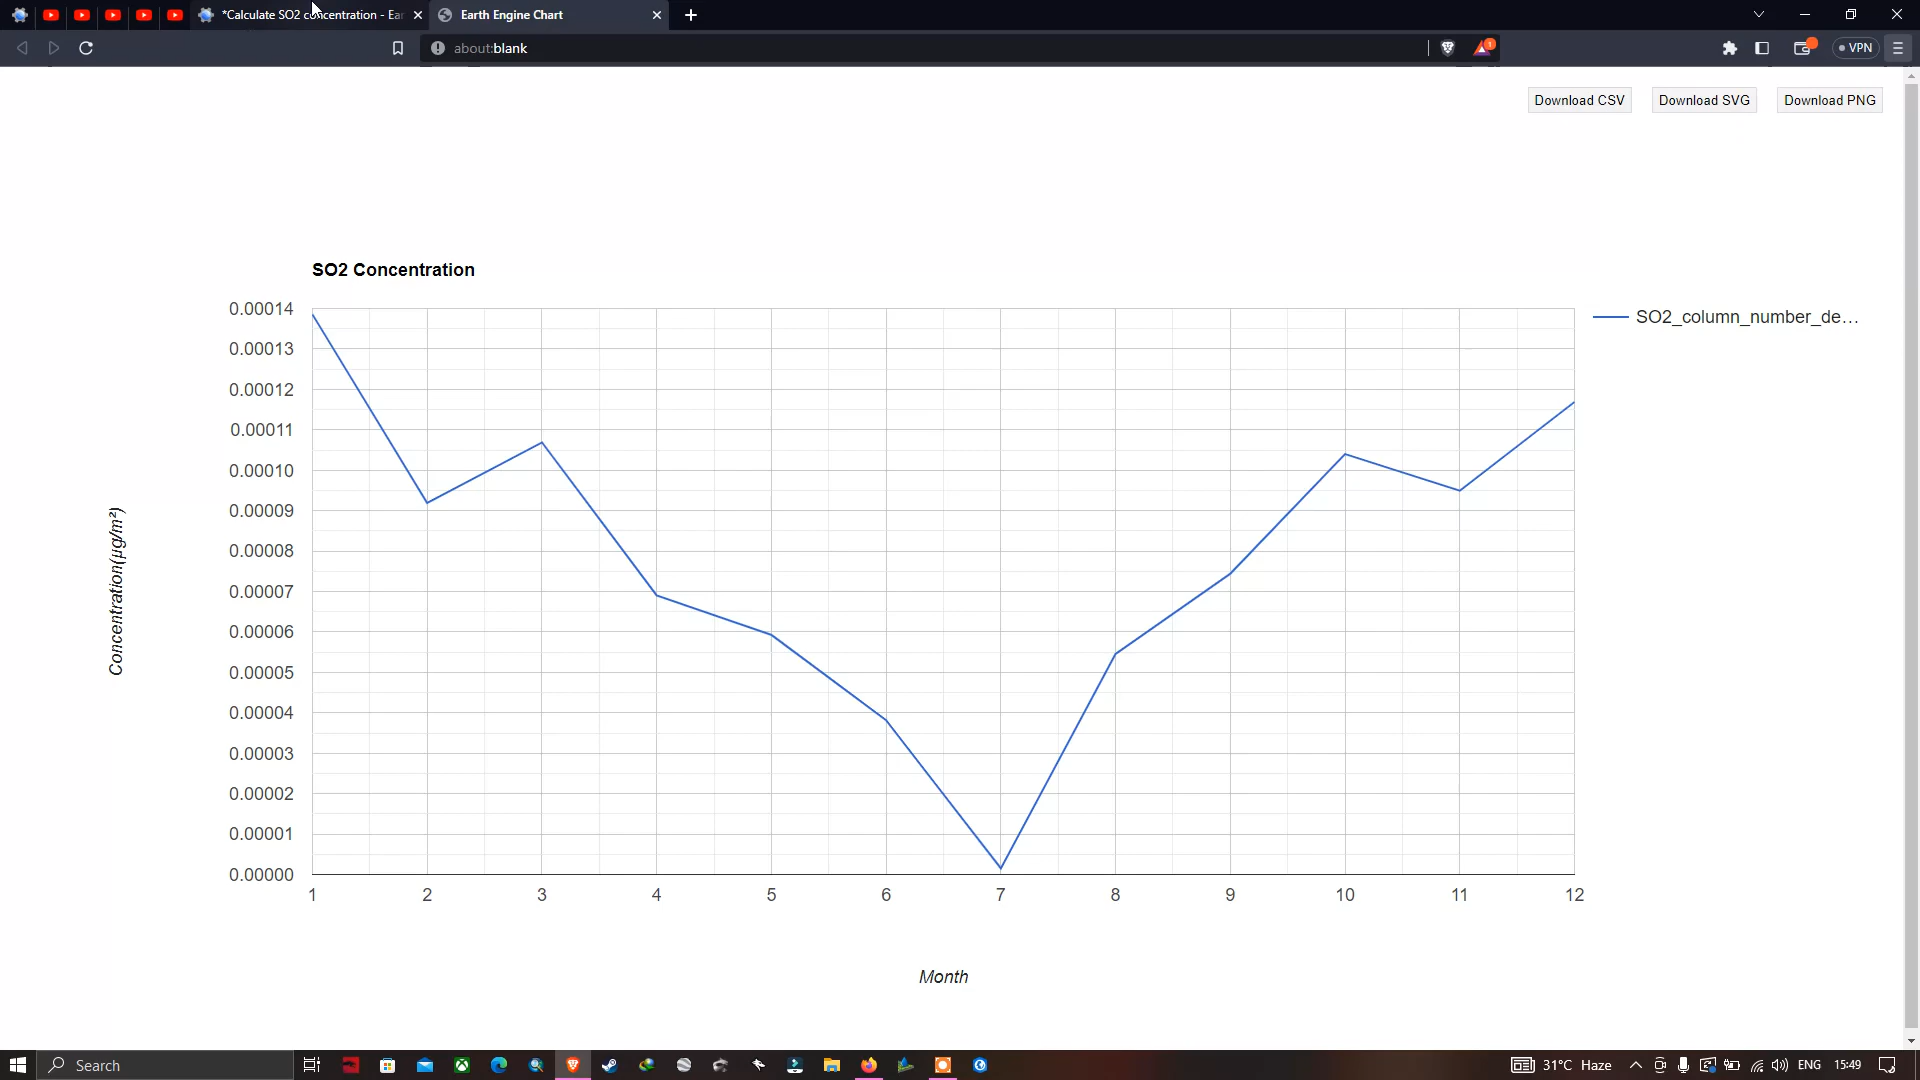 *Calculate SO2 concentration - Ear
Earth Engine Chart
about:blank
1
VPN
Download CSV
Download SVG
Download PNG
SO2 Concentration
0.00014
0.00013
0.00012
0.00011
0.00010
0.00009
0.00008
0.00007
0.00006
0.00005
0.00004
0.00003
0.00002
0.00001
0.00000
Concentration(µg/m²)
SO2_column_number_de…
1 2 3 4 5 6 7 8 9 10 11 12
Month
Search
31°C Haze
ENG
15:49